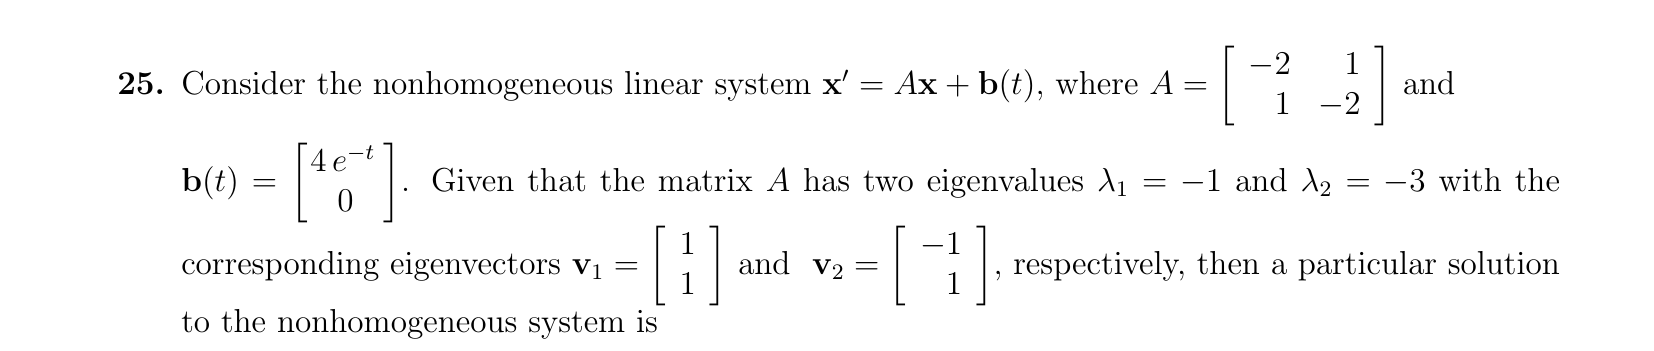 25. Consider the nonhomogeneous linear system x′ = Ax + b(t), where A = [ −2 1 ; 1 −2 ] and
b(t) = [ 4 e^{−t} ; 0 ]. Given that the matrix A has two eigenvalues λ₁ = −1 and λ₂ = −3 with the
corresponding eigenvectors v₁ = [ 1 ; 1 ] and v₂ = [ −1 ; 1 ], respectively, then a particular solution
to the nonhomogeneous system is